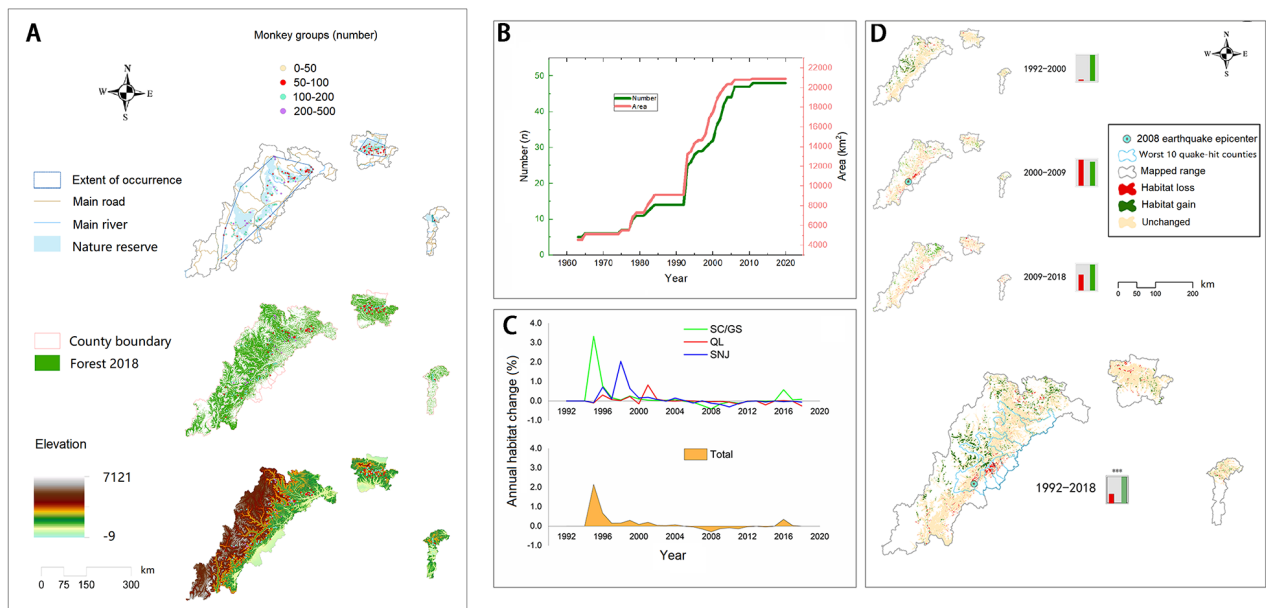 A
Monkey groups (number)
0-50
50-100
100-200
200-500
N
W
E
S
Extent of occurrence
Main road
Main river
Nature reserve
County boundary
Forest 2018
Elevation
7121
-9
km
0 75 150 300
B
Number
Area
Number (n)
50
40
30
20
10
0
Area (km²)
22000
20000
18000
16000
14000
12000
10000
8000
6000
4000
1960 1970 1980 1990 2000 2010 2020
Year
C
SC/GS
QL
SNJ
Annual habitat change (%)
4.0
3.0
2.0
1.0
0.0
-1.0
1992 1996 2000 2004 2008 2012 2016 2020
Total
4.0
3.0
2.0
1.0
0.0
-1.0
1992 1996 2000 2004 2008 2012 2016 2020
Year
D
N
W
E
S
1992-2000
2000-2009
2009-2018
2008 earthquake epicenter
Worst 10 quake-hit counties
Mapped range
Habitat loss
Habitat gain
Unchanged
km
0 50 100 200
1992-2018
***